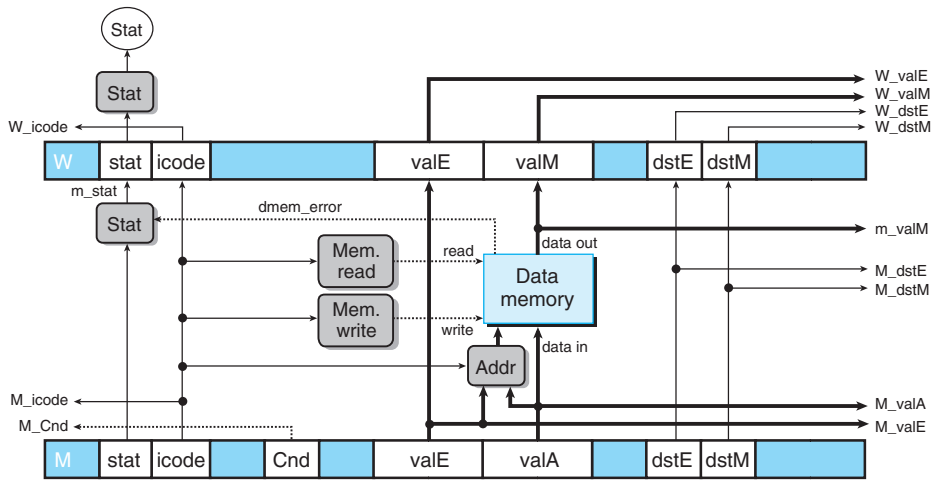 Stat
Stat
W_valE
W_valM
W_dstE
W_dstM
W_icode
W stat icode valE valM dstE dstM
m_stat
dmem_error
Stat
m_valM
data out
Mem.
read
read
Data
memory
M_dstE
M_dstM
Mem.
write
write
data in
Addr
M_icode
M_valA
M_Cnd
M_valE
M stat icode Cnd valE valA dstE dstM